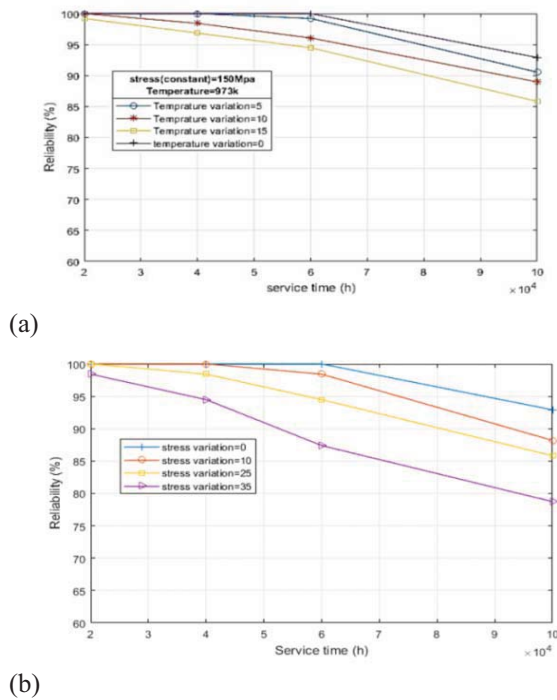 100
95
90
85
80
75
70
65
60
Reliability (%)
stress(constant)=150Mpa
Temperature=973k
Temprature variation=5
Temprature variation=10
Temprature variation=15
temperature variation=0
2 3 4 5 6 7 8 9 10
service time (h)
× 10⁴
(a)
100
95
90
85
80
75
70
65
60
Reliability (%)
stress variation=0
stress variation=10
stress variation=25
stress variation=35
2 3 4 5 6 7 8 9 10
Service time (h)
× 10⁴
(b)